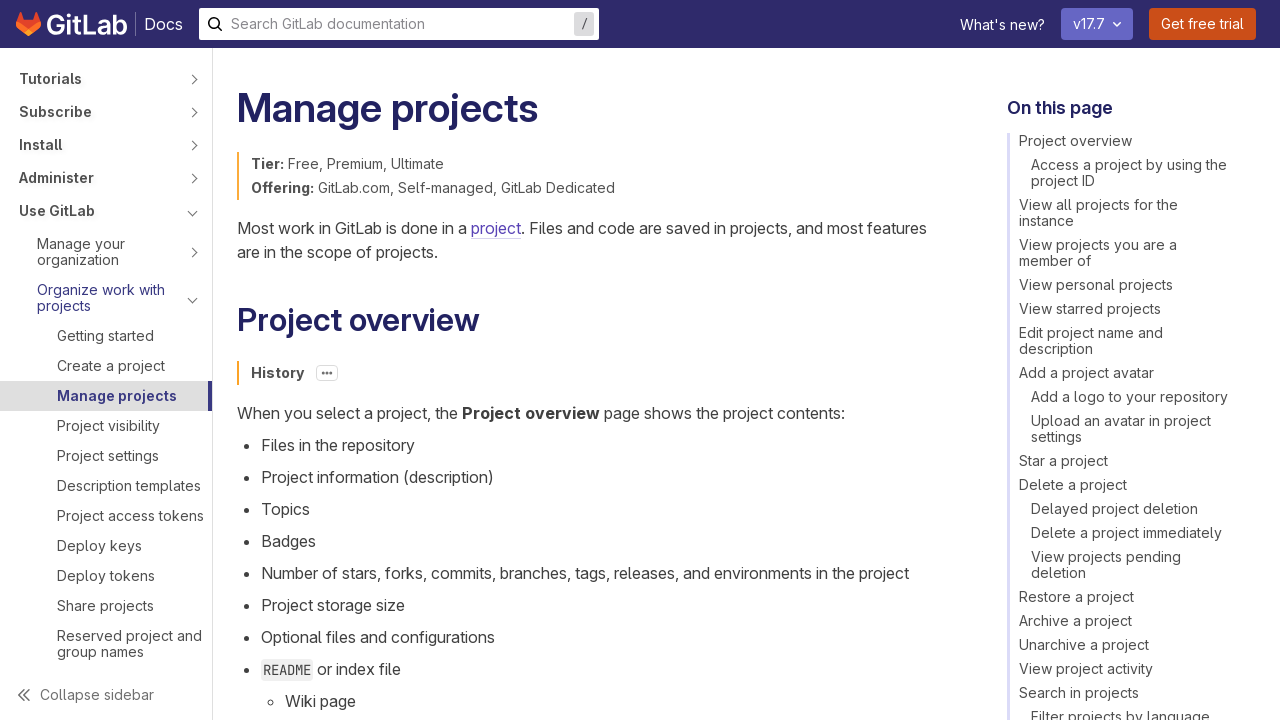 GitLab Docs
Search GitLab documentation /
What's new?
v17.7
Get free trial
Tutorials
Subscribe
Install
Administer
Use GitLab
Manage your
organization
Organize work with
projects
Getting started
Create a project
Manage projects
Project visibility
Project settings
Description templates
Project access tokens
Deploy keys
Deploy tokens
Share projects
Reserved project and
group names
Collapse sidebar
Manage projects
Tier: Free, Premium, Ultimate
Offering: GitLab.com, Self-managed, GitLab Dedicated
Most work in GitLab is done in a project. Files and code are saved in projects, and most features
are in the scope of projects.
Project overview
History
When you select a project, the Project overview page shows the project contents:
Files in the repository
Project information (description)
Topics
Badges
Number of stars, forks, commits, branches, tags, releases, and environments in the project
Project storage size
Optional files and configurations
README or index file
Wiki page
On this page
Project overview
Access a project by using the
project ID
View all projects for the
instance
View projects you are a
member of
View personal projects
View starred projects
Edit project name and
description
Add a project avatar
Add a logo to your repository
Upload an avatar in project
settings
Star a project
Delete a project
Delayed project deletion
Delete a project immediately
View projects pending
deletion
Restore a project
Archive a project
Unarchive a project
View project activity
Search in projects
Filter projects by language